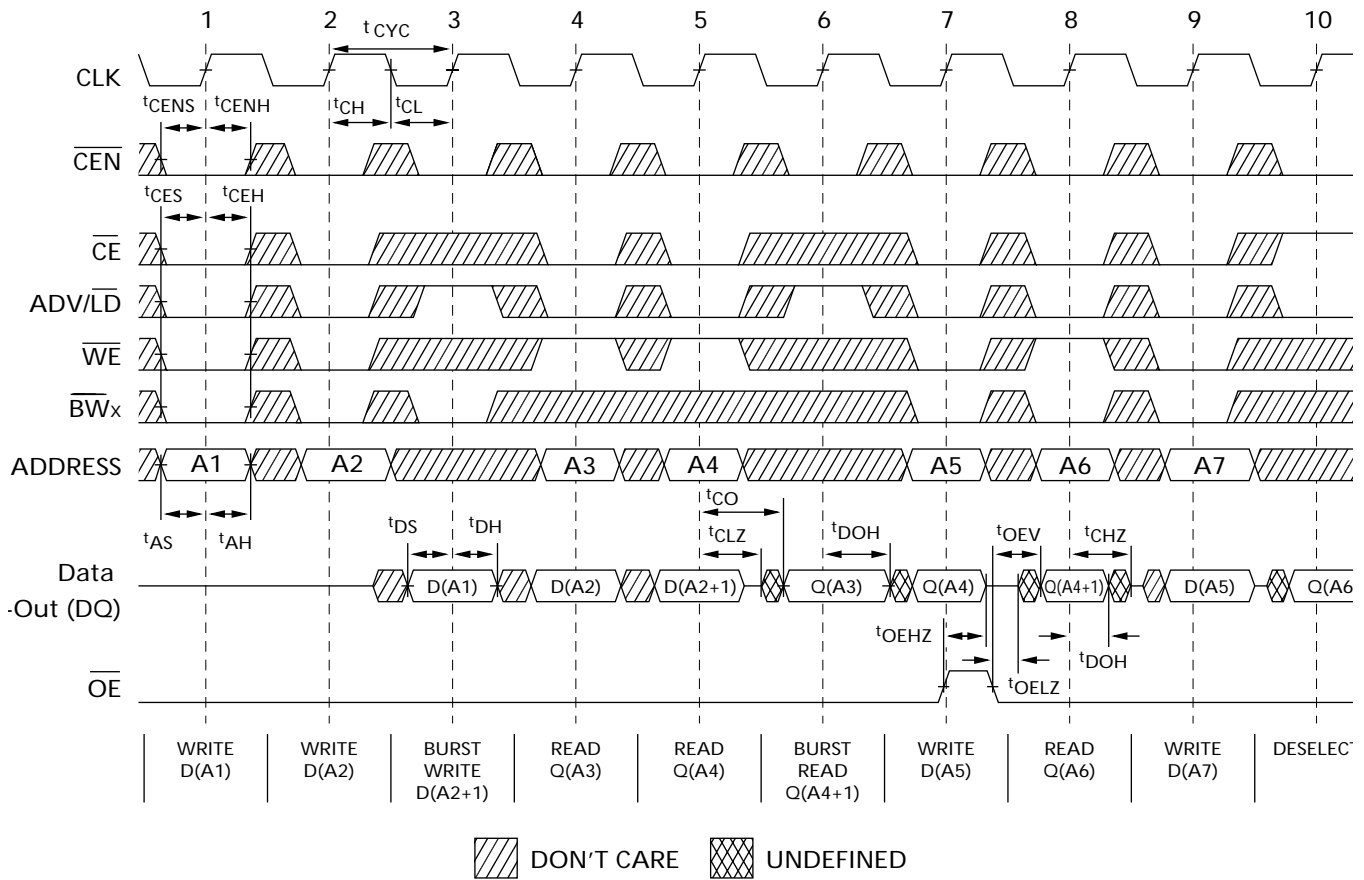 1 2 3 4 5 6 7 8 9 10
tCYC
CLK
tCENS tCENH tCH tCL
CEN
tCES tCEH
CE
ADV/LD
WE
BWx
ADDRESS A1 A2 A3 A4 A5 A6 A7
tCO
tAS tAH tDS tDH tCLZ tDOH tOEV tCHZ
Data
-Out (DQ) D(A1) D(A2) D(A2+1) Q(A3) Q(A4) Q(A4+1) D(A5) Q(A6
tOEHZ tDOH
tOELZ
OE
WRITE
D(A1)
WRITE
D(A2)
BURST
WRITE
D(A2+1)
READ
Q(A3)
READ
Q(A4)
BURST
READ
Q(A4+1)
WRITE
D(A5)
READ
Q(A6)
WRITE
D(A7)
DESELECT
DON'T CARE UNDEFINED